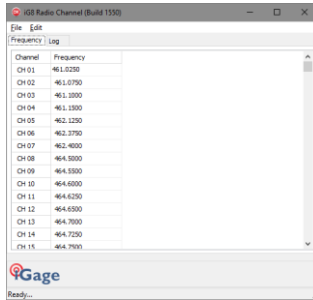 iG8 Radio Channel (Build 1550)
File Edit
Frequency Log
Channel Frequency
CH 01 461.0250
CH 02 461.0750
CH 03 461.1000
CH 04 461.1500
CH 05 462.1250
CH 06 462.3750
CH 07 462.4000
CH 08 464.5000
CH 09 464.5500
CH 10 464.6000
CH 11 464.6250
CH 12 464.6500
CH 13 464.7000
CH 14 464.7250
CH 15 464.7500
iGage
Ready...